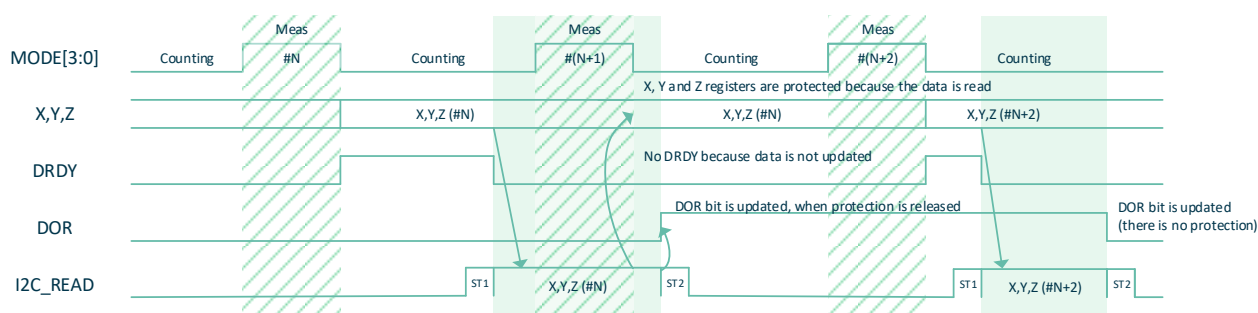 Meas Meas Meas
MODE[3:0] Counting #N Counting #(N+1) Counting #(N+2) Counting
X, Y and Z registers are protected because the data is read
X,Y,Z X,Y,Z (#N) X,Y,Z (#N) X,Y,Z (#N+2)
DRDY No DRDY because data is not updated
DOR bit is updated, when protection is released DOR bit is updated
DOR (there is no protection)
I2C_READ ST1 X,Y,Z (#N) ST2 ST1 X,Y,Z (#N+2) ST2